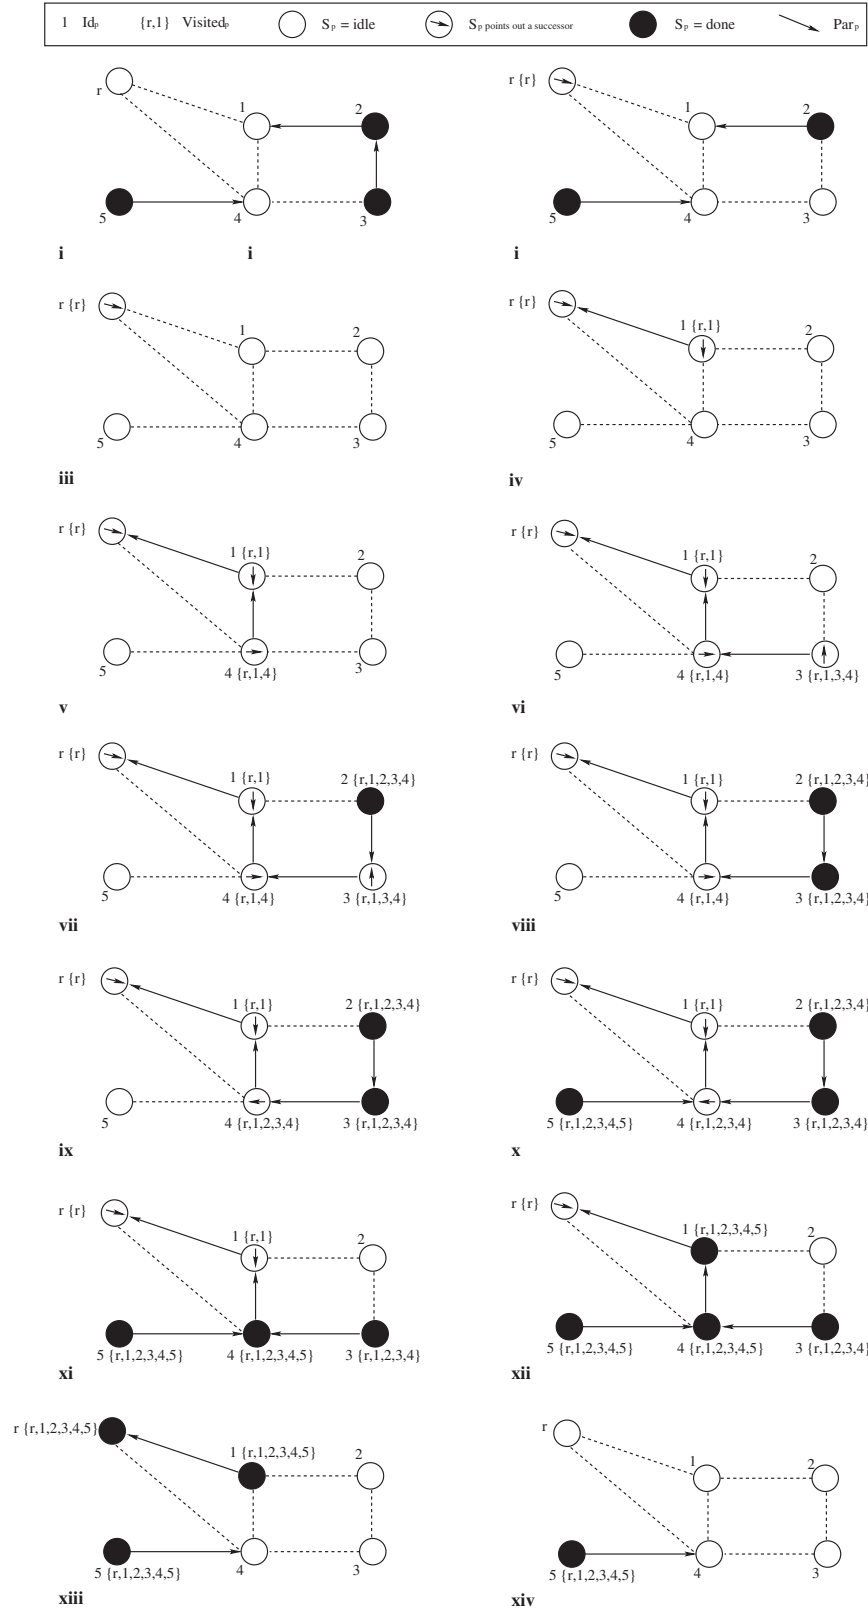 1 Idₚ {r,1} Visitedₚ Sₚ = idle Sₚ points out a successor Sₚ = done Parₚ
r 1 2
5 4 3
i i
r {r} 1 2
5 4 3
i
r {r} 1 2
5 4 3
iii
r {r} 1 {r,1} 2
5 4 3
iv
r {r} 1 {r,1} 2
5 4 {r,1,4} 3
v
r {r} 1 {r,1} 2
5 4 {r,1,4} 3 {r,1,3,4}
vi
r {r} 1 {r,1} 2 {r,1,2,3,4}
5 4 {r,1,4} 3 {r,1,3,4}
vii
r {r} 1 {r,1} 2 {r,1,2,3,4}
5 4 {r,1,4} 3 {r,1,2,3,4}
viii
r {r} 1 {r,1} 2 {r,1,2,3,4}
5 4 {r,1,2,3,4} 3 {r,1,2,3,4}
ix
r {r} 1 {r,1} 2 {r,1,2,3,4}
5 {r,1,2,3,4,5} 4 {r,1,2,3,4} 3 {r,1,2,3,4}
x
r {r} 1 {r,1} 2
5 {r,1,2,3,4,5} 4 {r,1,2,3,4,5} 3 {r,1,2,3,4}
xi
r {r} 1 {r,1,2,3,4,5} 2
5 {r,1,2,3,4,5} 4 {r,1,2,3,4,5} 3 {r,1,2,3,4}
xii
r {r,1,2,3,4,5} 1 {r,1,2,3,4,5} 2
5 {r,1,2,3,4,5} 4 3
xiii
r 1 2
5 {r,1,2,3,4,5} 4 3
xiv